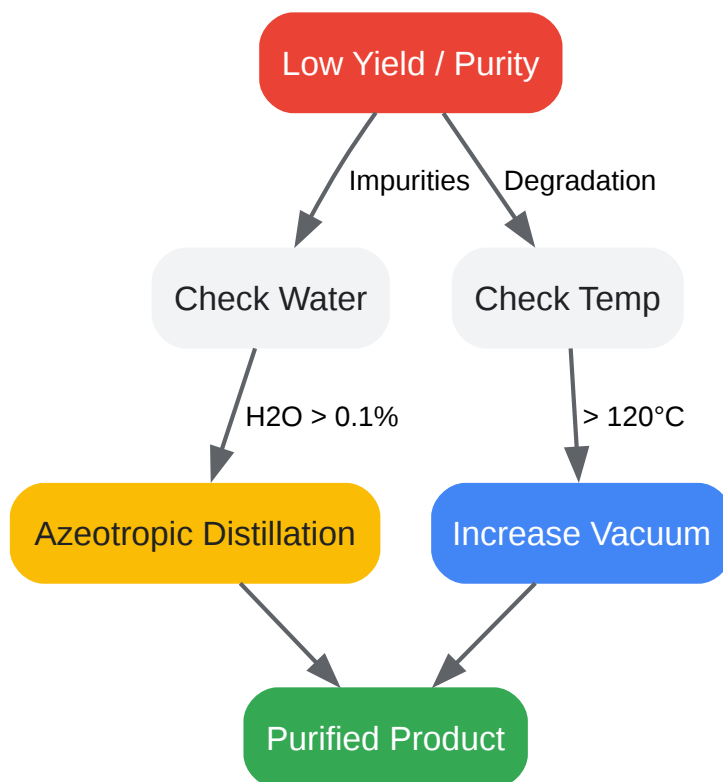 Low Yield / Purity
Impurities
Degradation
Check Water
Check Temp
H2O > 0.1%
> 120°C
Azeotropic Distillation
Increase Vacuum
Purified Product